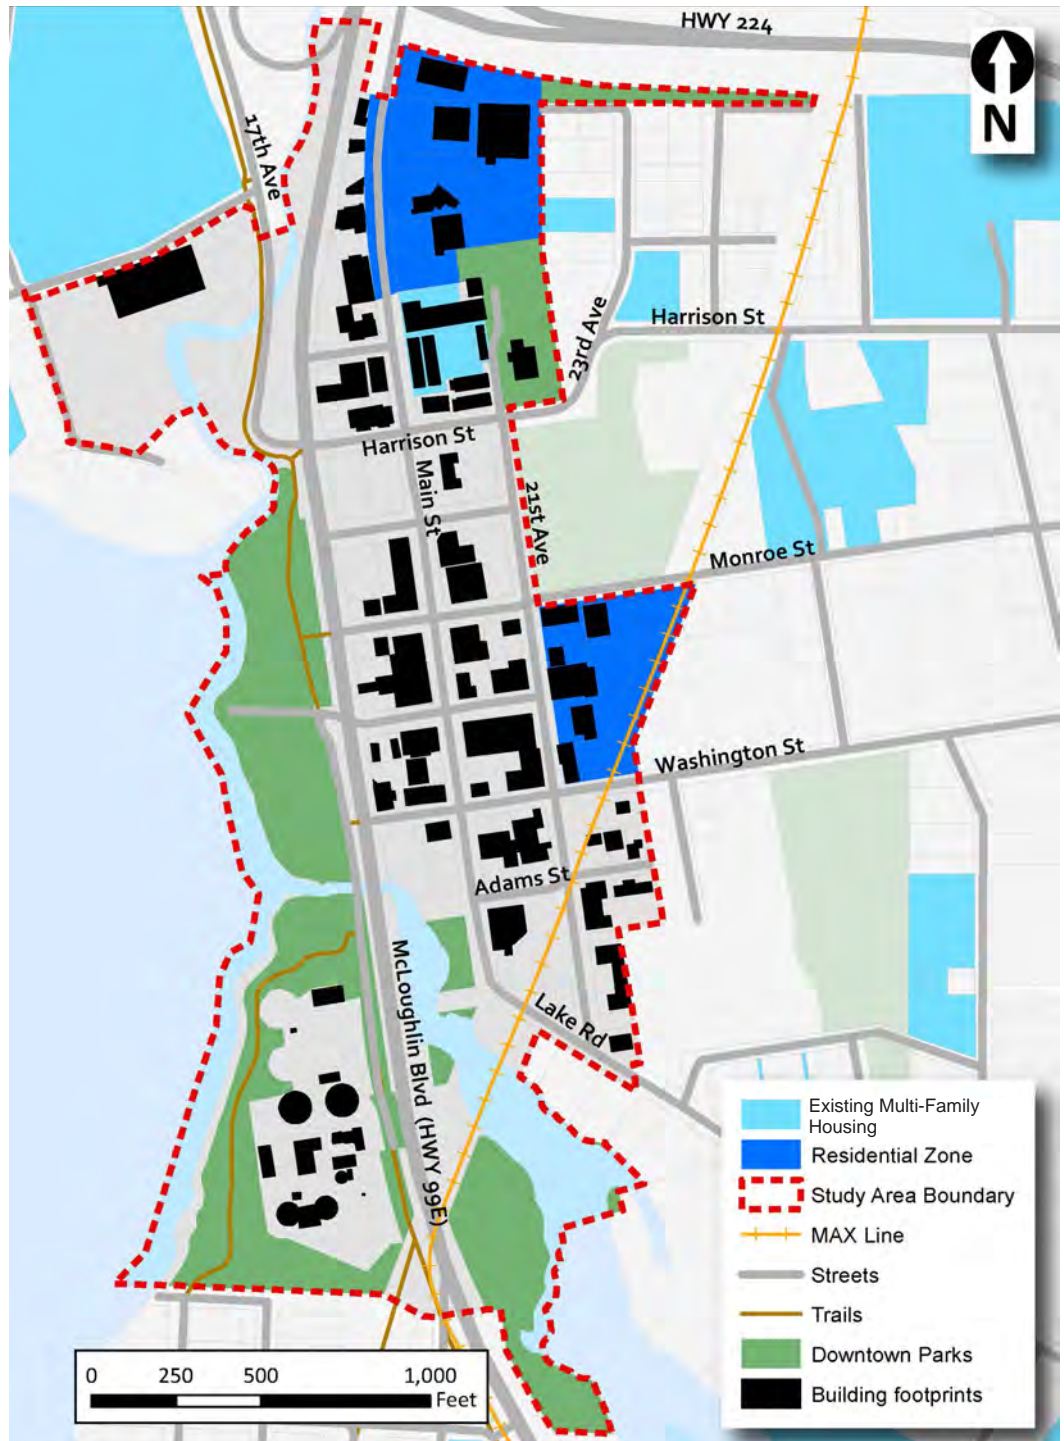 HWY 224
N
17th Ave
23rd Ave
Harrison St
Harrison St
Main St
21st Ave
Monroe St
Washington St
Adams St
McLoughlin Blvd (HWY 99E)
Lake Rd
Existing Multi-Family
Housing
Residential Zone
Study Area Boundary
MAX Line
Streets
Trails
Downtown Parks
Building footprints
0 250 500 1,000
Feet